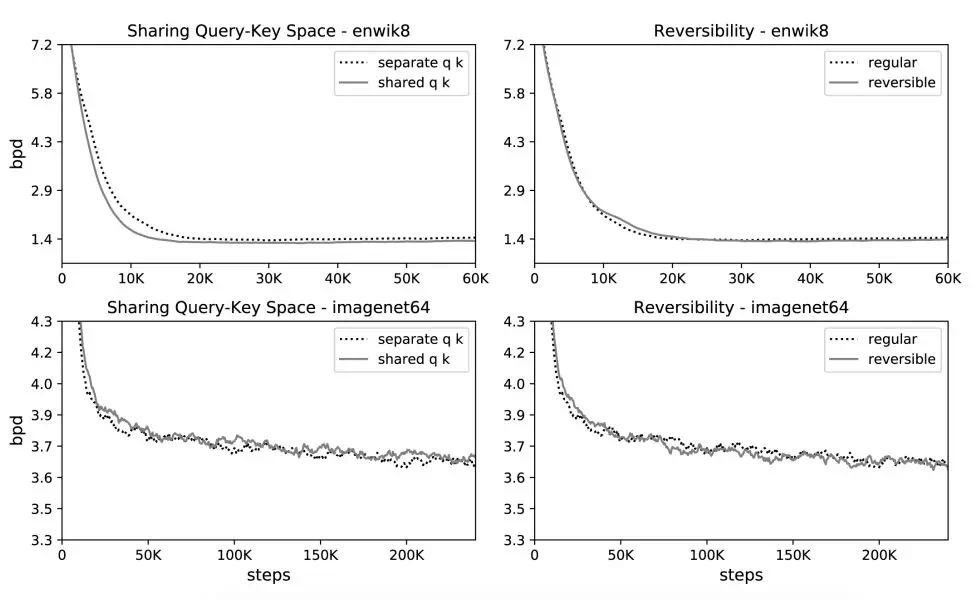 Sharing Query-Key Space - enwik8
7.2
5.8
4.3
2.9
1.4
bpd
separate q k
shared q k
0 10K 20K 30K 40K 50K 60K
Reversibility - enwik8
7.2
5.8
4.3
2.9
1.4
regular
reversible
0 10K 20K 30K 40K 50K 60K
Sharing Query-Key Space - imagenet64
4.3
4.2
4.0
3.9
3.7
3.6
3.5
3.3
bpd
separate q k
shared q k
0 50K 100K 150K 200K
steps
Reversibility - imagenet64
4.3
4.2
4.0
3.9
3.7
3.6
3.5
3.3
regular
reversible
0 50K 100K 150K 200K
steps